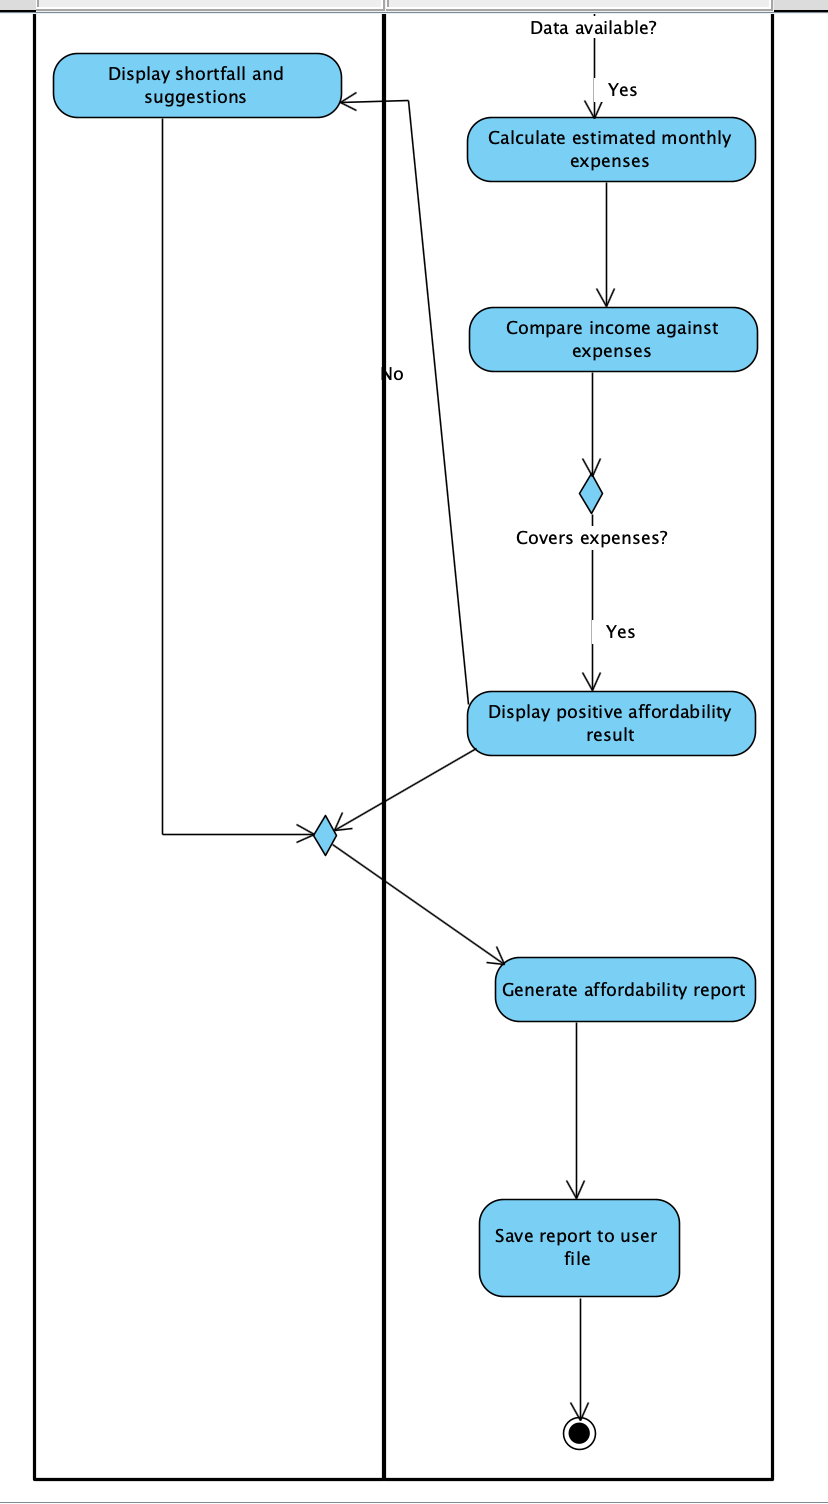 Data available?
Display shortfall and
suggestions
Yes
Calculate estimated monthly
expenses
Compare income against
expenses
No
Covers expenses?
Yes
Display positive affordability
result
Generate affordability report
Save report to user
file